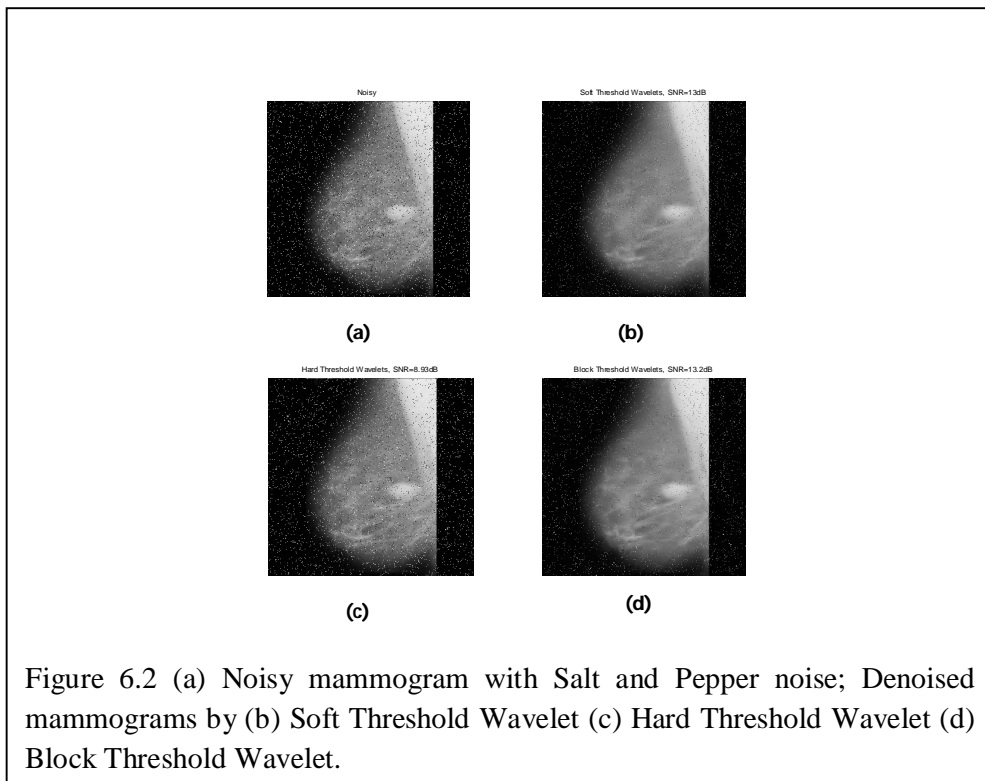 Noisy
Soft Threshold Wavelets, SNR=13dB
(a)
(b)
Hard Threshold Wavelets, SNR=8.93dB
Block Threshold Wavelets, SNR=13.2dB
(c)
(d)
Figure 6.2 (a) Noisy mammogram with Salt and Pepper noise; Denoised
mammograms by (b) Soft Threshold Wavelet (c) Hard Threshold Wavelet (d)
Block Threshold Wavelet.